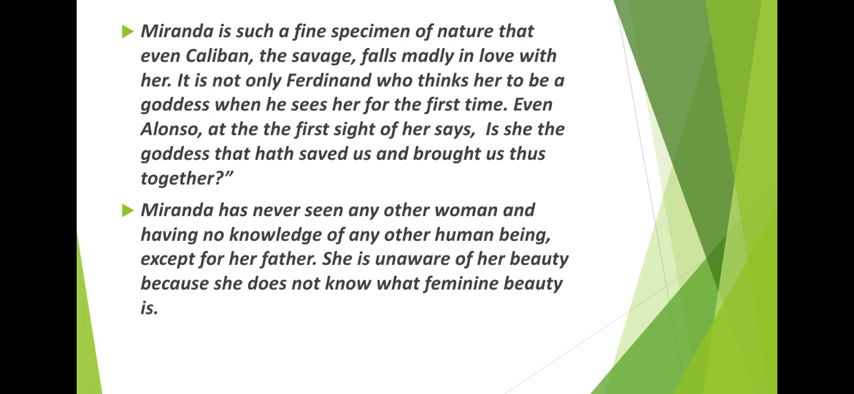 Miranda is such a fine specimen of nature that
even Caliban, the savage, falls madly in love with
her. It is not only Ferdinand who thinks her to be a
goddess when he sees her for the first time. Even
Alonso, at the the first sight of her says,  Is she the
goddess that hath saved us and brought us thus
together?”
Miranda has never seen any other woman and
having no knowledge of any other human being,
except for her father. She is unaware of her beauty
because she does not know what feminine beauty
is.